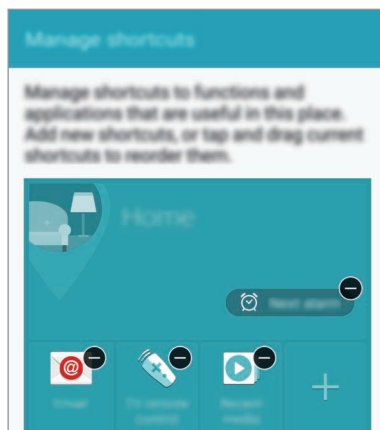 Manage shortcuts
Manage shortcuts to functions and
applications that are useful in this place.
Add new shortcuts, or tap and drag current
shortcuts to reorder them.
Home
Next alarm
Email
TV remote
control
Recent
media